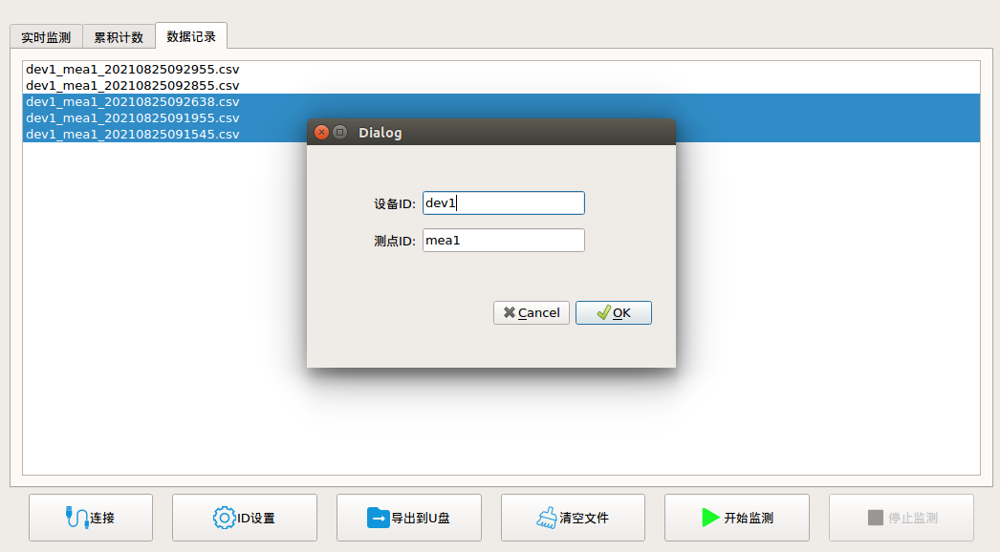 实时监测 累积计数 数据记录
dev1_mea1_20210825092955.csv
dev1_mea1_20210825092855.csv
dev1_mea1_20210825092638.csv
dev1_mea1_20210825091955.csv
dev1_mea1_20210825091545.csv
Dialog
设备ID: dev1
测点ID: mea1
Cancel OK
连接 ID设置 导出到U盘 清空文件 开始监测 停止监测